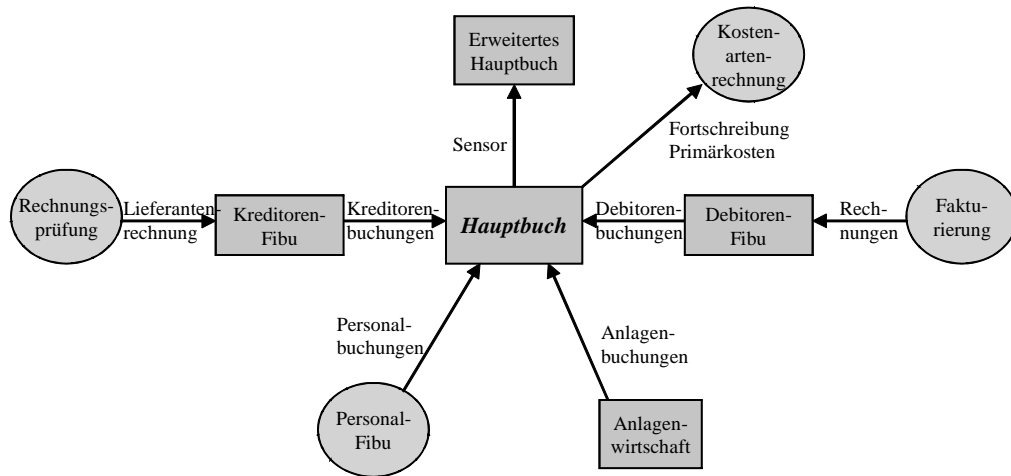 Erweitertes
Hauptbuch
Kosten-
arten-
rechnung
Sensor
Fortschreibung
Primärkosten
Rechnungs-
prüfung
Lieferanten-
rechnung
Kreditoren-
Fibu
Kreditoren-
buchungen
Hauptbuch
Debitoren-
buchungen
Debitoren-
Fibu
Rech-
nungen
Faktu-
rierung
Personal-
buchungen
Anlagen-
buchungen
Personal-
Fibu
Anlagen-
wirtschaft